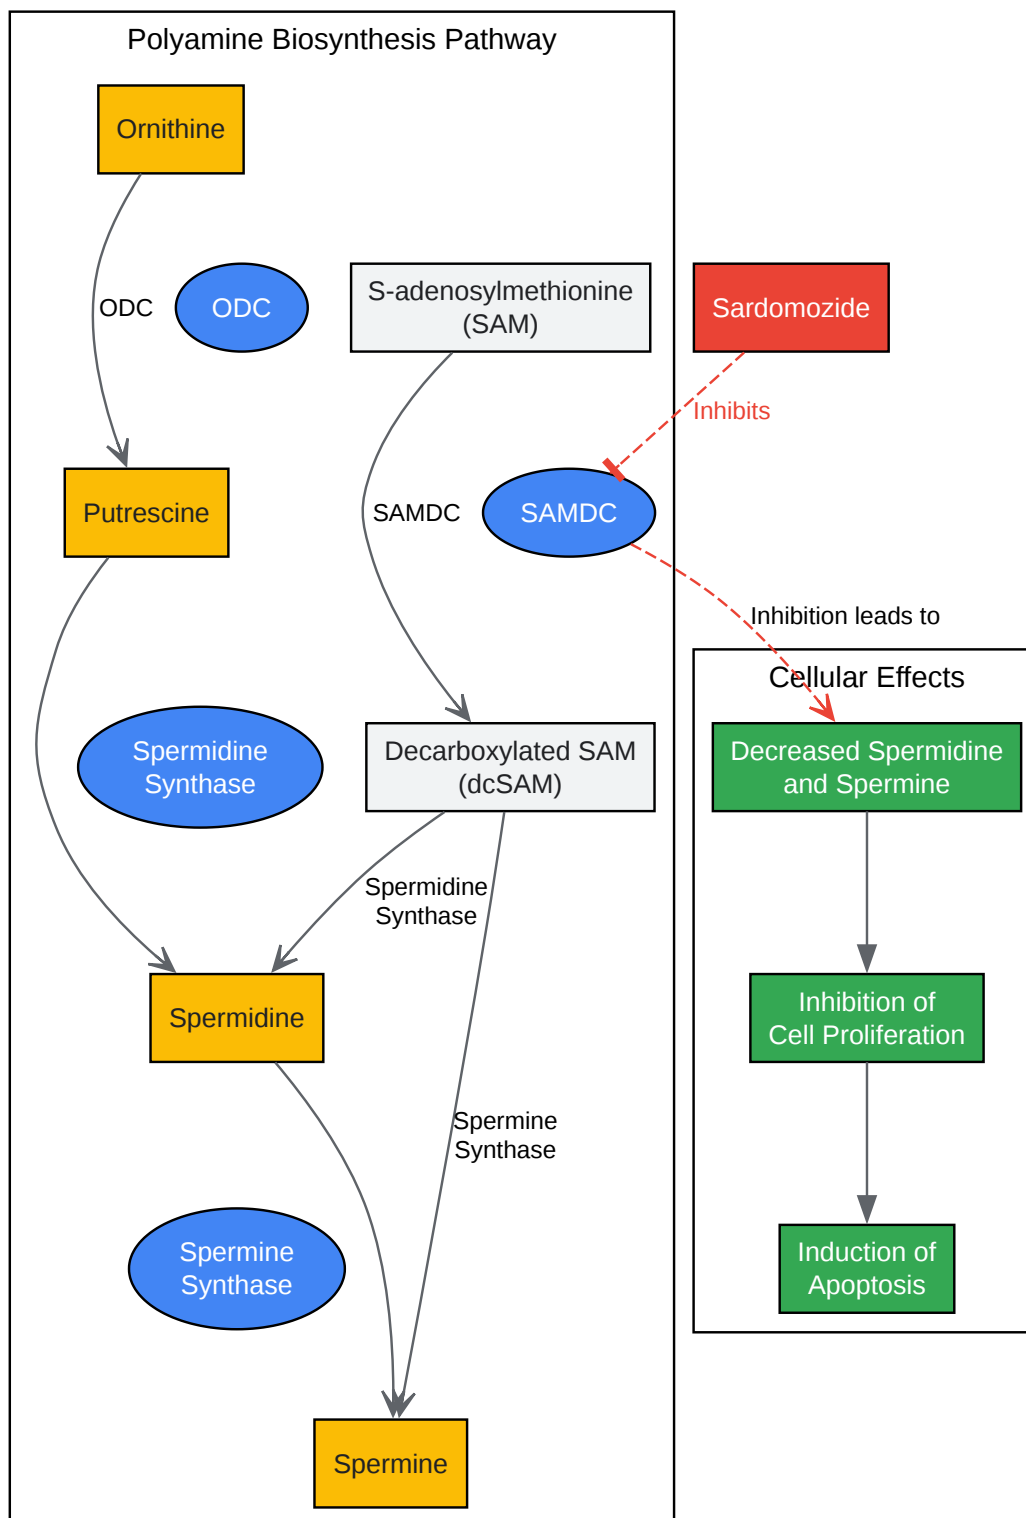 Polyamine Biosynthesis Pathway
Ornithine
ODC
ODC
S-adenosylmethionine
(SAM)
Sardomozide
Inhibits
Putrescine
SAMDC
SAMDC
Inhibition leads to
Cellular Effects
Spermidine
Synthase
Decarboxylated SAM
(dcSAM)
Decreased Spermidine
and Spermine
Spermidine
Synthase
Spermidine
Inhibition of
Cell Proliferation
Spermine
Synthase
Spermine
Synthase
Induction of
Apoptosis
Spermine